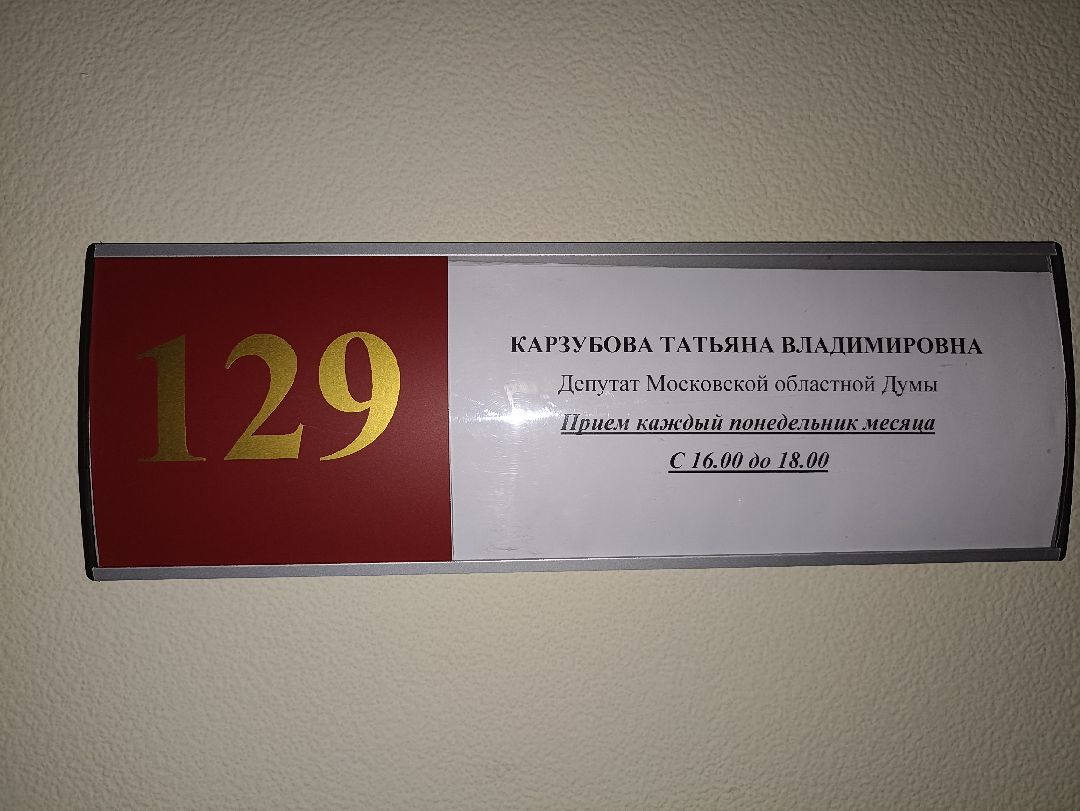 129
КАРЗУБОВА ТАТЬЯНА ВЛАДИМИРОВНА
Депутат Московской областной Думы
Прием каждый понедельник месяца
С 16.00 до 18.00